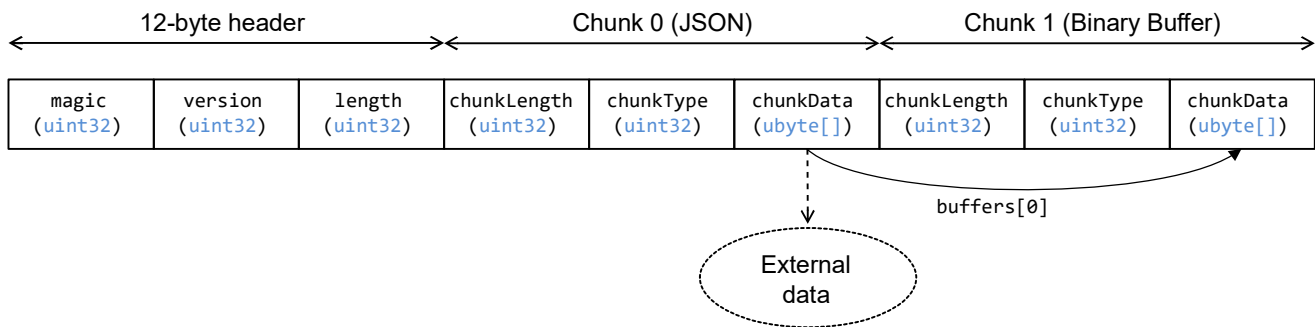 12-byte header
Chunk 0 (JSON)
Chunk 1 (Binary Buffer)
magic
(uint32)
version
(uint32)
length
(uint32)
chunkLength
(uint32)
chunkType
(uint32)
chunkData
(ubyte[])
chunkLength
(uint32)
chunkType
(uint32)
chunkData
(ubyte[])
buffers[0]
External
data